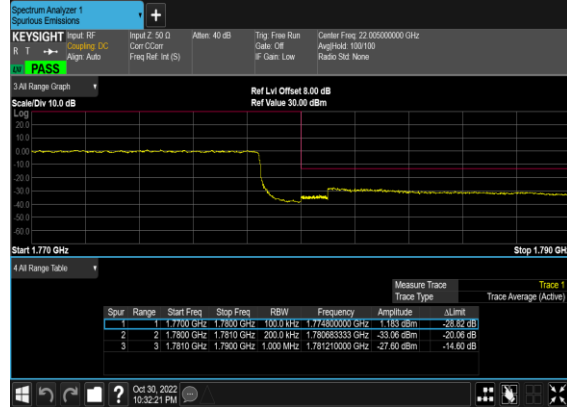 Spectrum Analyzer 1
Spurious Emissions
+
KEYSIGHT Input: RF Input Z: 50 Ω Atten: 40 dB Trig: Free Run Center Freq: 22.005000000 GHz
R T Coupling: DC Corr CCorr Gate: Off Avg|Hold: 100/100
Align: Auto Freq Ref: Int (S) IF Gain: Low Radio Std: None
PASS
3 All Range Graph
Ref Lvl Offset 8.00 dB
Scale/Div 10.0 dB Ref Value 30.00 dBm
Log
20.0
10.0
0.00
-10.0
-20.0
-30.0
-40.0
-50.0
-60.0
Start 1.770 GHz Stop 1.790 GH
4 All Range Table
Measure Trace Trace 1
Trace Type Trace Average (Active)
Spur Range Start Freq Stop Freq RBW Frequency Amplitude ΔLimit
1 1 1.7700 GHz 1.7800 GHz 100.0 kHz 1.774800000 GHz 1.183 dBm -28.82 dB
2 2 1.7800 GHz 1.7810 GHz 200.0 kHz 1.780683333 GHz -33.06 dBm -20.06 dB
3 3 1.7810 GHz 1.7900 GHz 1.000 MHz 1.781210000 GHz -27.60 dBm -14.60 dB
? Oct 30, 2022
10:32:21 PM